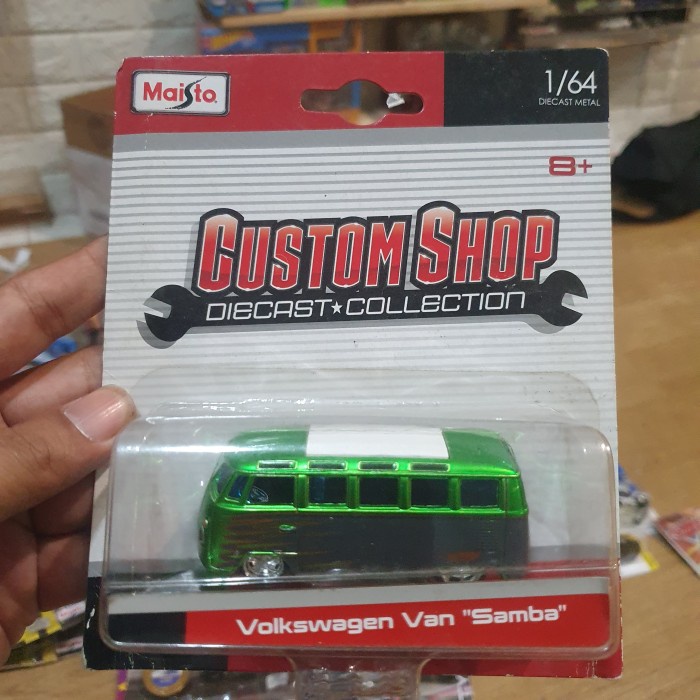 Maisto
1/64
DIECAST METAL
8+
CUSTOM SHOP
DIECAST★COLLECTION
Volkswagen Van "Samba"